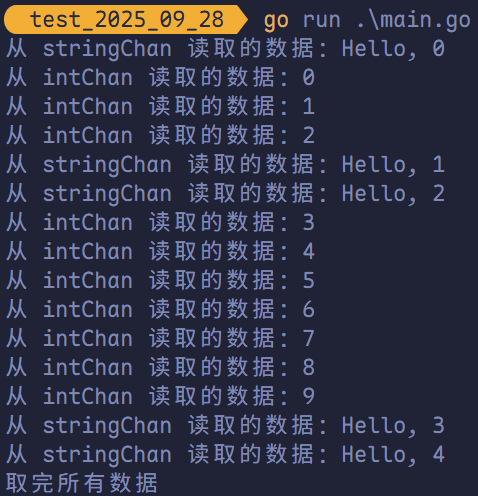 test_2025_09_28 go run .\main.go
从 stringChan 读取的数据：Hello, 0
从 intChan 读取的数据：0
从 intChan 读取的数据：1
从 intChan 读取的数据：2
从 stringChan 读取的数据：Hello, 1
从 stringChan 读取的数据：Hello, 2
从 intChan 读取的数据：3
从 intChan 读取的数据：4
从 intChan 读取的数据：5
从 intChan 读取的数据：6
从 intChan 读取的数据：7
从 intChan 读取的数据：8
从 intChan 读取的数据：9
从 stringChan 读取的数据：Hello, 3
从 stringChan 读取的数据：Hello, 4
取完所有数据